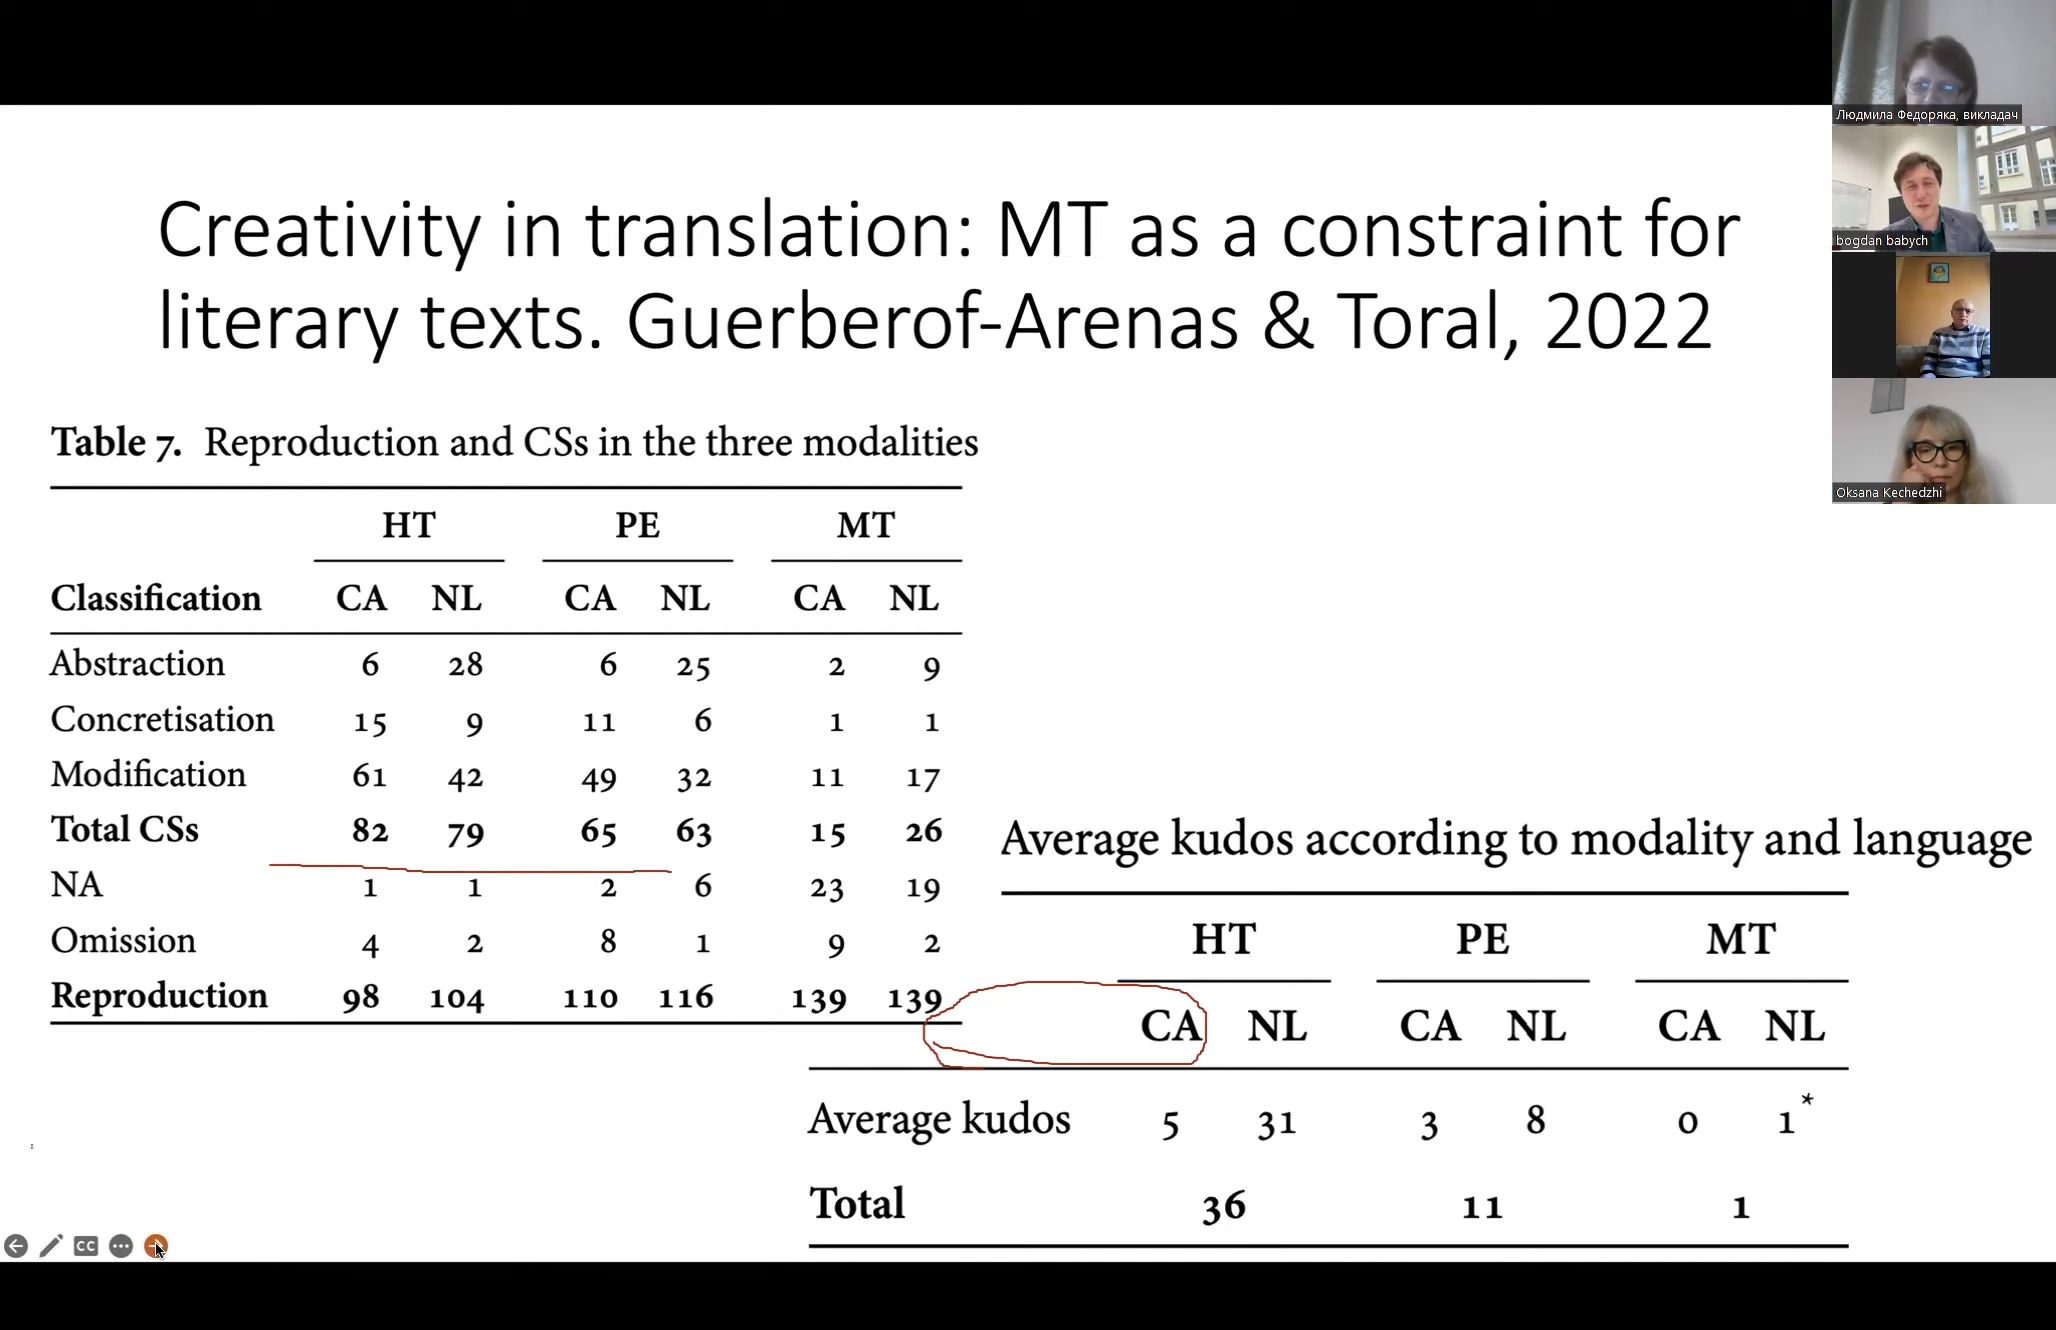 Creativity in translation: MT as a constraint for
literary texts. Guerberof-Arenas & Toral, 2022
Table 7. Reproduction and CSs in the three modalities
HT PE MT
Classification CA NL CA NL CA NL
Abstraction 6 28 6 25 2 9
Concretisation 15 9 11 6 1 1
Modification 61 42 49 32 11 17
Total CSs 82 79 65 63 15 26
NA 1 1 2 6 23 19
Omission 4 2 8 1 9 2
Reproduction 98 104 110 116 139 139
Average kudos according to modality and language
HT PE MT
CA NL CA NL CA NL
Average kudos 5 31 3 8 0 1*
Total 36 11 1
CC
Людмила Федоряка, викладач
bogdan babych
Oksana Kechedzhi